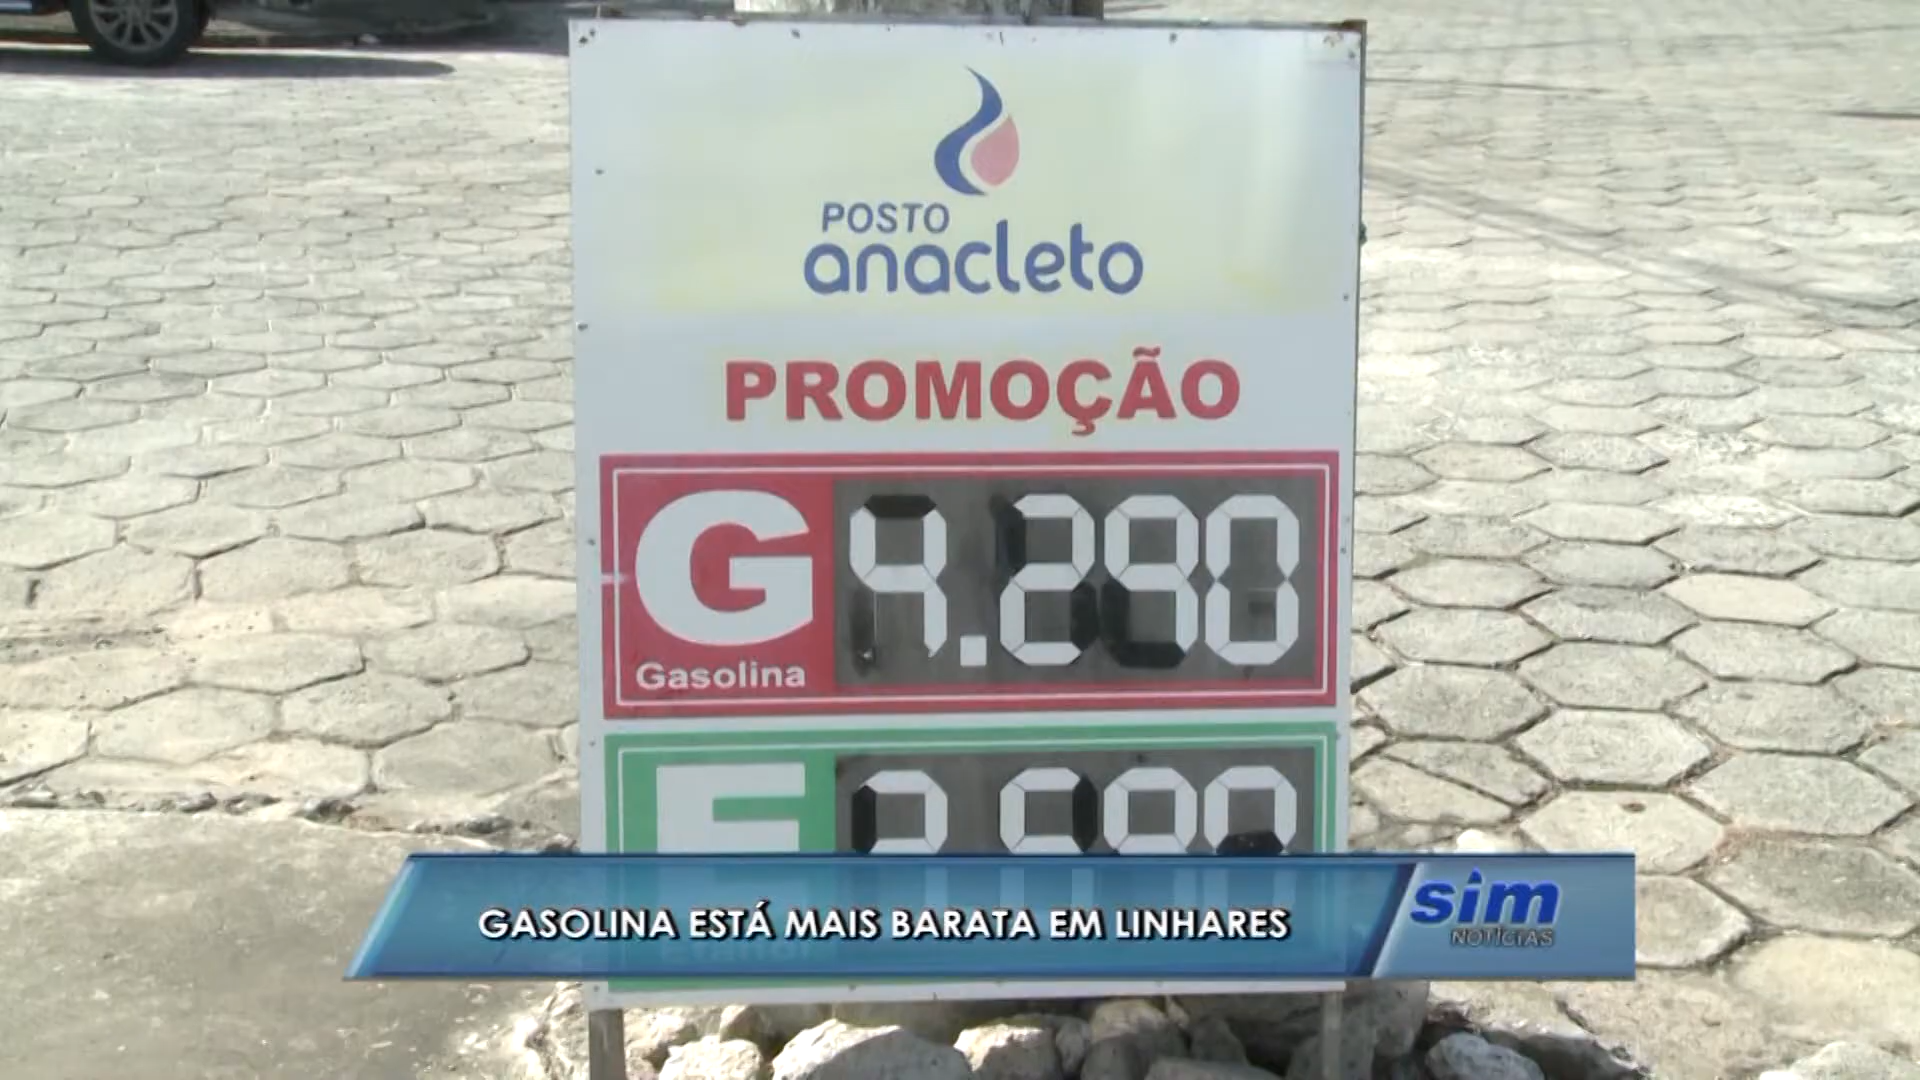 POSTO
anacleto
PROMOÇÃO
G 4.290
Gasolina
E
GASOLINA ESTÁ MAIS BARATA EM LINHARES
sim
NOTÍCIAS